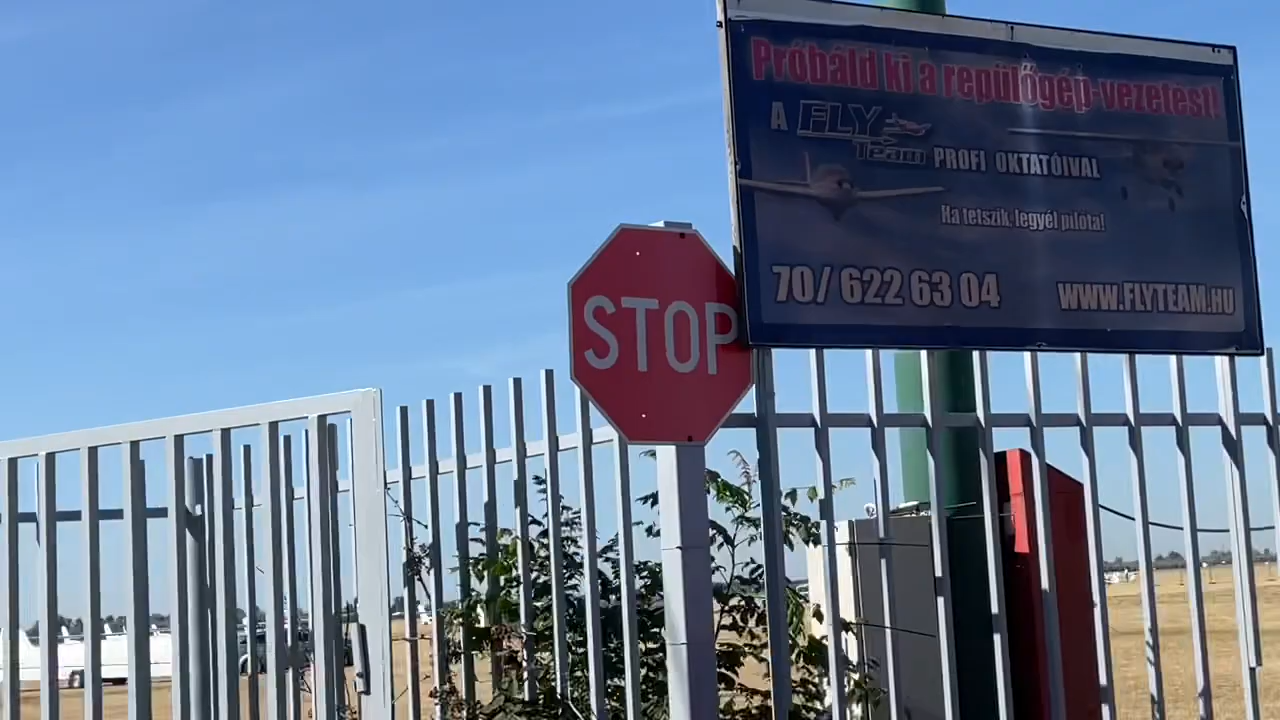 Próbáld ki a repülőgép-vezetést!
A FLY Team PROFI OKTATÓIVAL
Ha tetszik, legyél pilóta!
70/ 622 63 04 WWW.FLYTEAM.HU
STOP